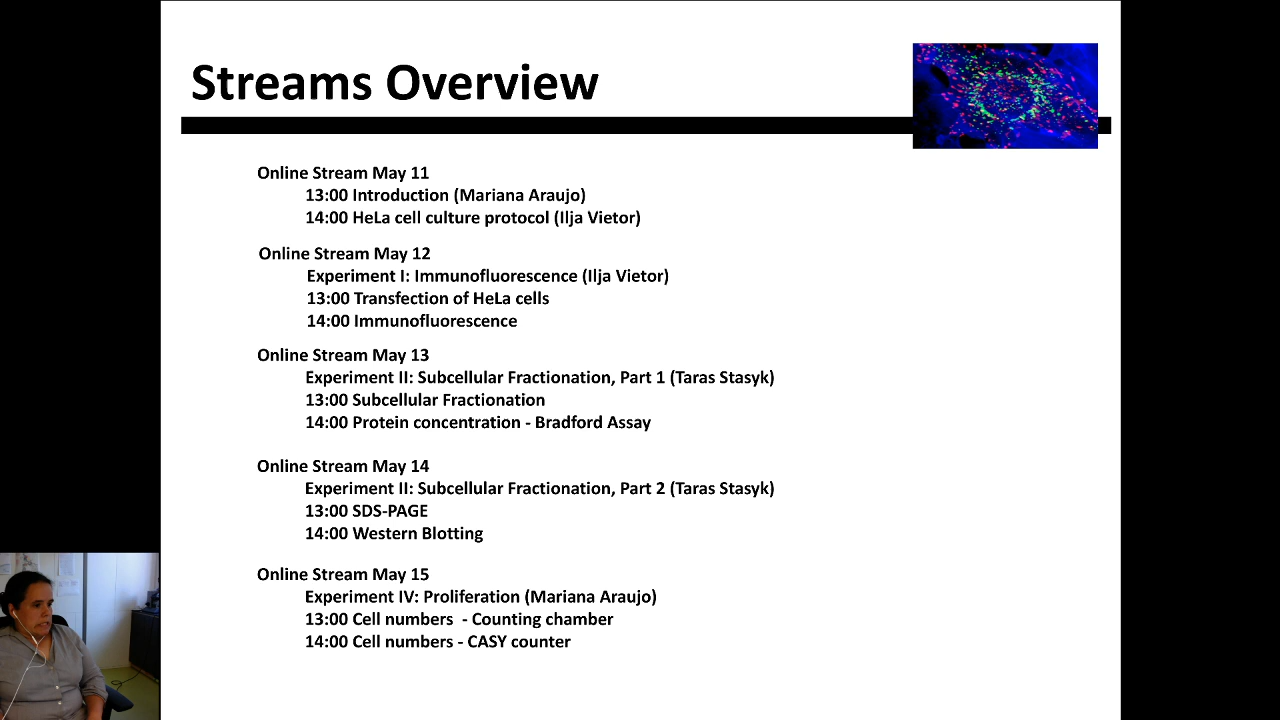 Streams Overview
Online Stream May 11
13:00 Introduction (Mariana Araujo)
14:00 HeLa cell culture protocol (Ilja Vietor)
Online Stream May 12
Experiment I: Immunofluorescence (Ilja Vietor)
13:00 Transfection of HeLa cells
14:00 Immunofluorescence
Online Stream May 13
Experiment II: Subcellular Fractionation, Part 1 (Taras Stasyk)
13:00 Subcellular Fractionation
14:00 Protein concentration - Bradford Assay
Online Stream May 14
Experiment II: Subcellular Fractionation, Part 2 (Taras Stasyk)
13:00 SDS-PAGE
14:00 Western Blotting
Online Stream May 15
Experiment IV: Proliferation (Mariana Araujo)
13:00 Cell numbers  - Counting chamber
14:00 Cell numbers - CASY counter